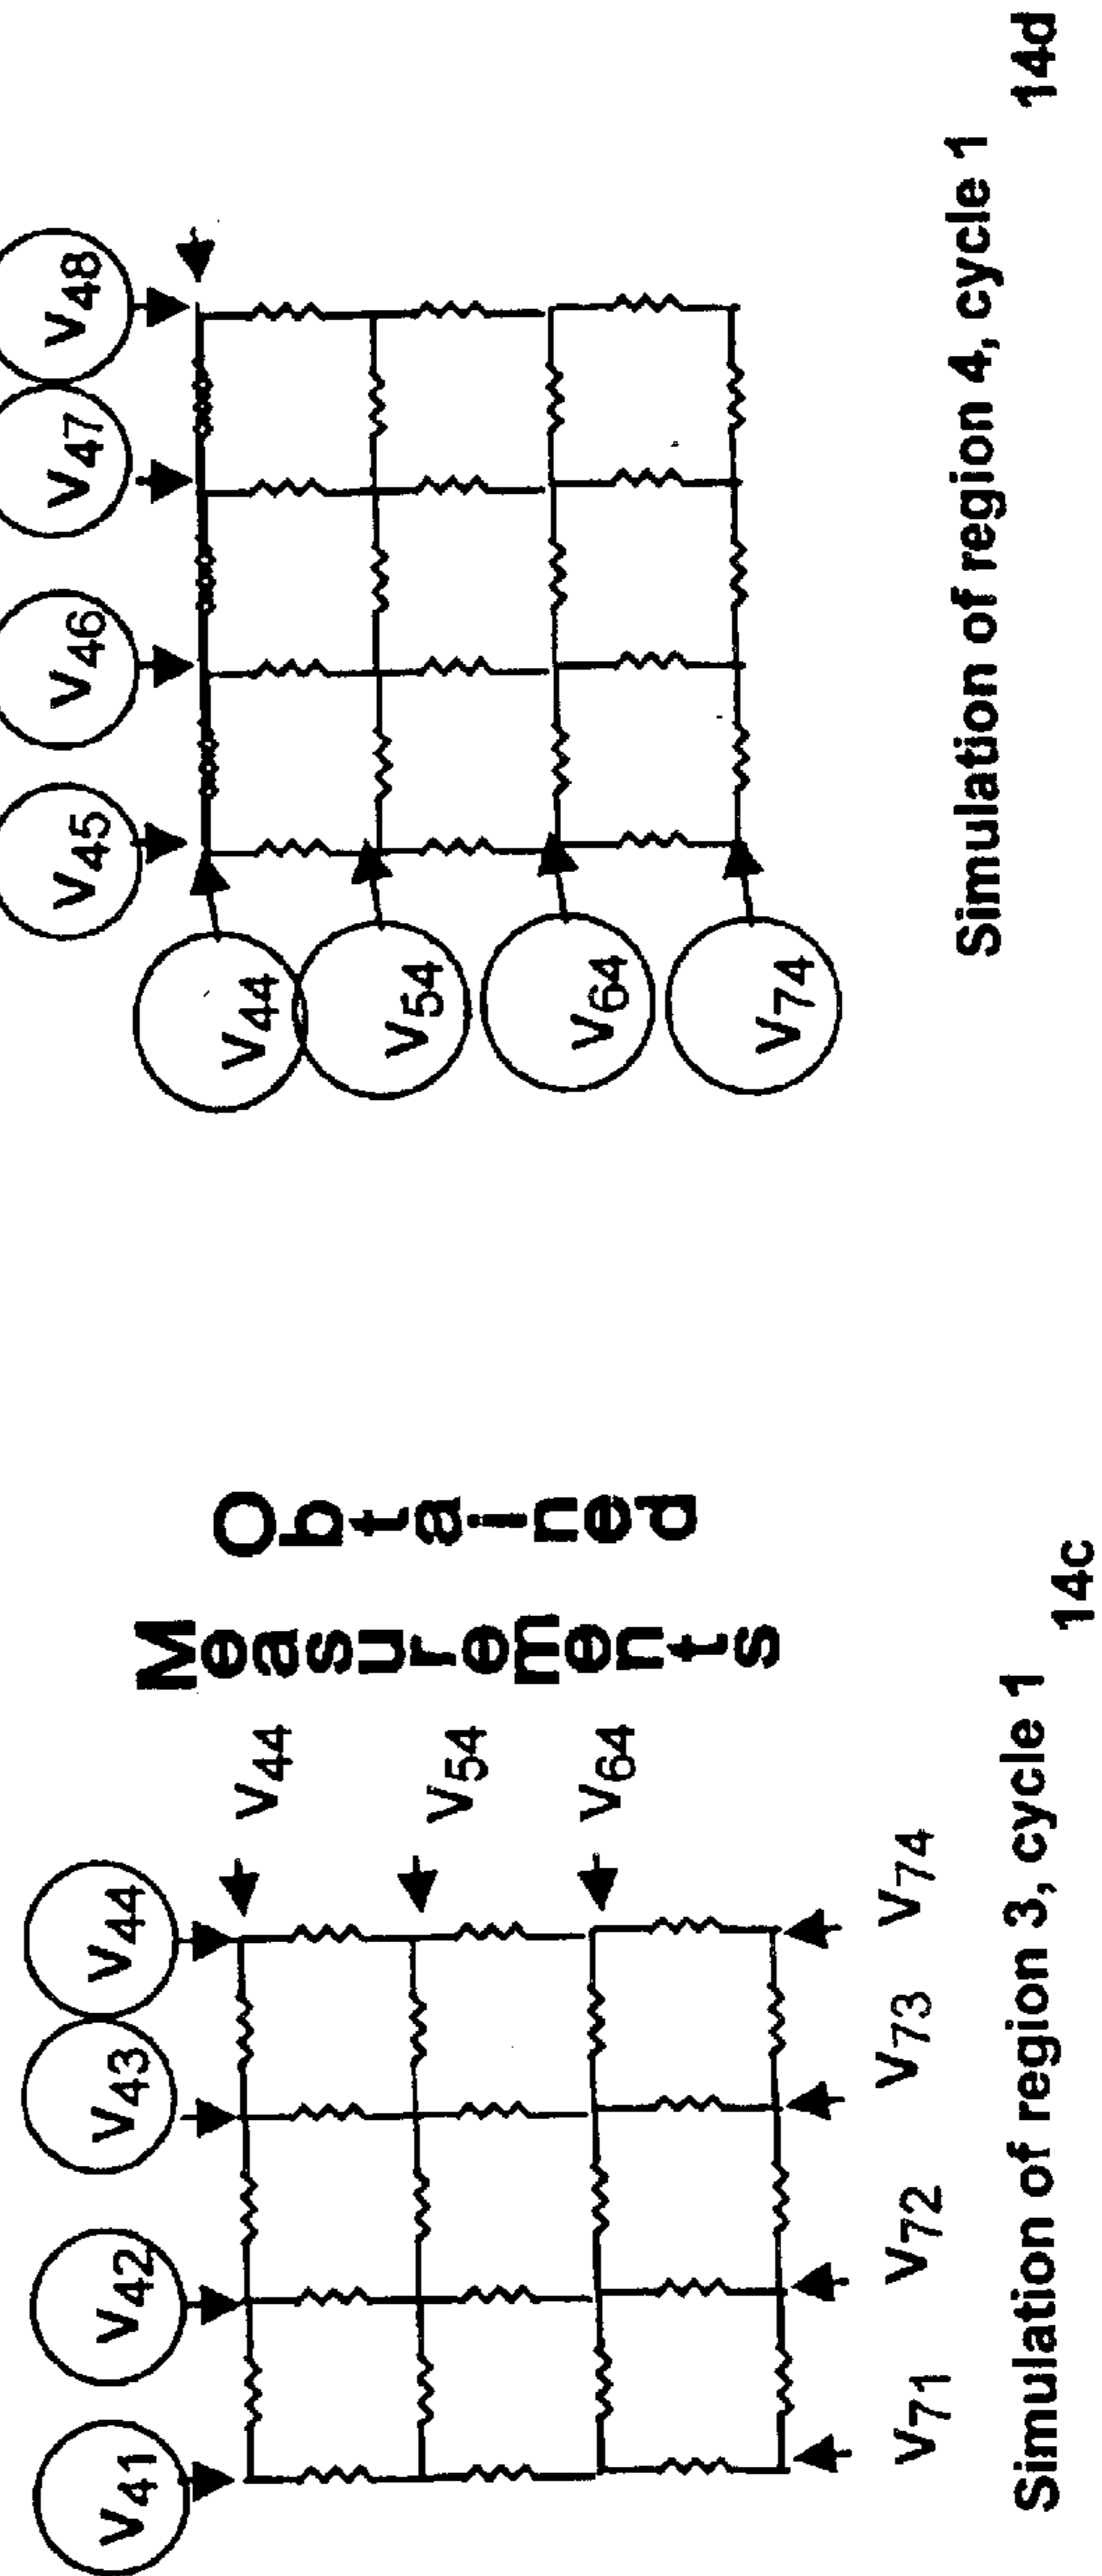 V41 V42 V43 V44
V44
V54
V64
V71 V72 V73 V74
Measurements
Obtained
Simulation of region 3, cycle 1
14c
V45 V46 V47 V48
V44
V54
V64
V74
Simulation of region 4, cycle 1
14d